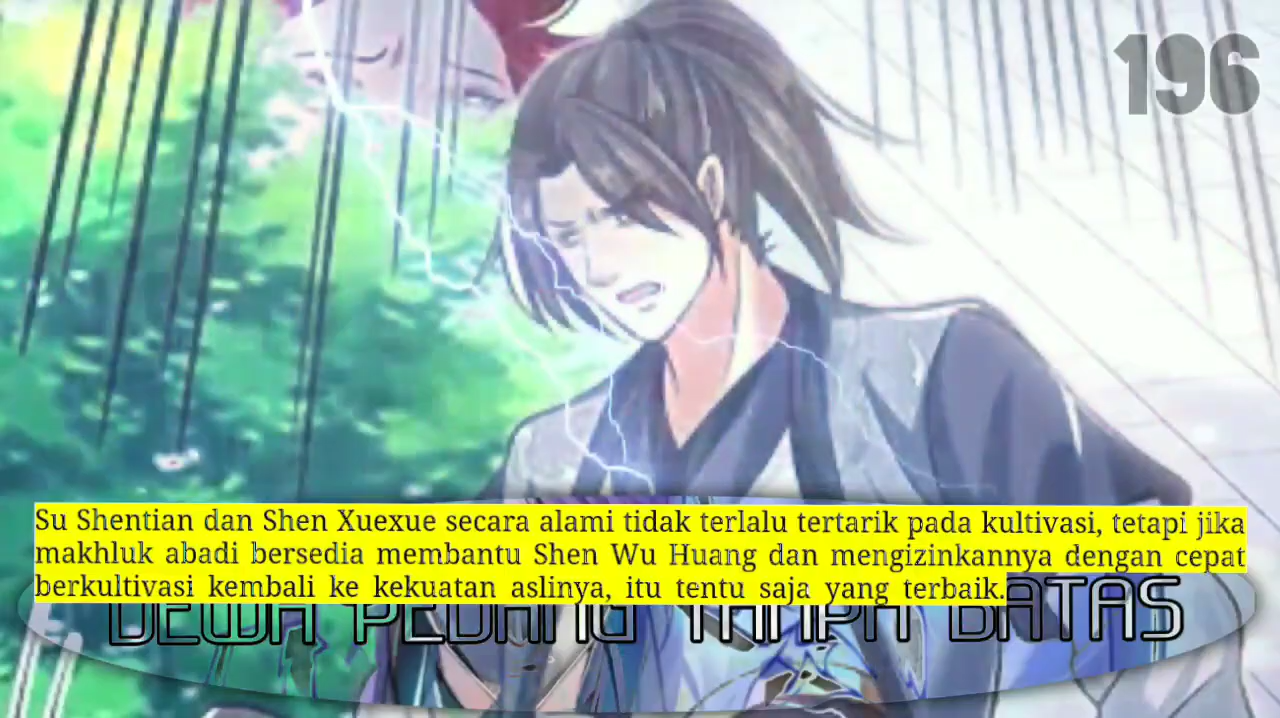 196
Su Shentian dan Shen Xuexue secara alami tidak terlalu tertarik pada kultivasi, tetapi jika
makhluk abadi bersedia membantu Shen Wu Huang dan mengizinkannya dengan cepat
berkultivasi kembali ke kekuatan aslinya, itu tentu saja yang terbaik.
DEWA PEDANG TANPA BATAS